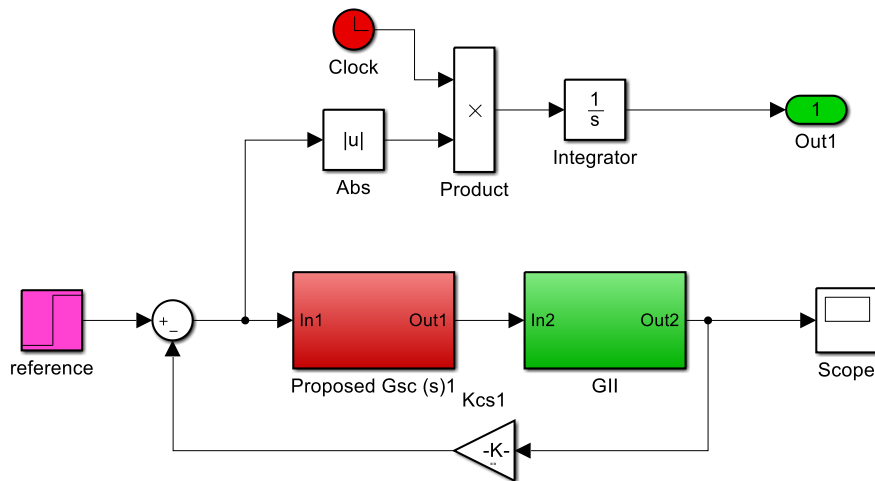 Clock
|u|
Abs
×
Product
1
s
Integrator
1
Out1
reference
+
−
In1
Out1
Proposed Gsc (s)1
In2
Out2
GII
Scope
Kcs1
-K-